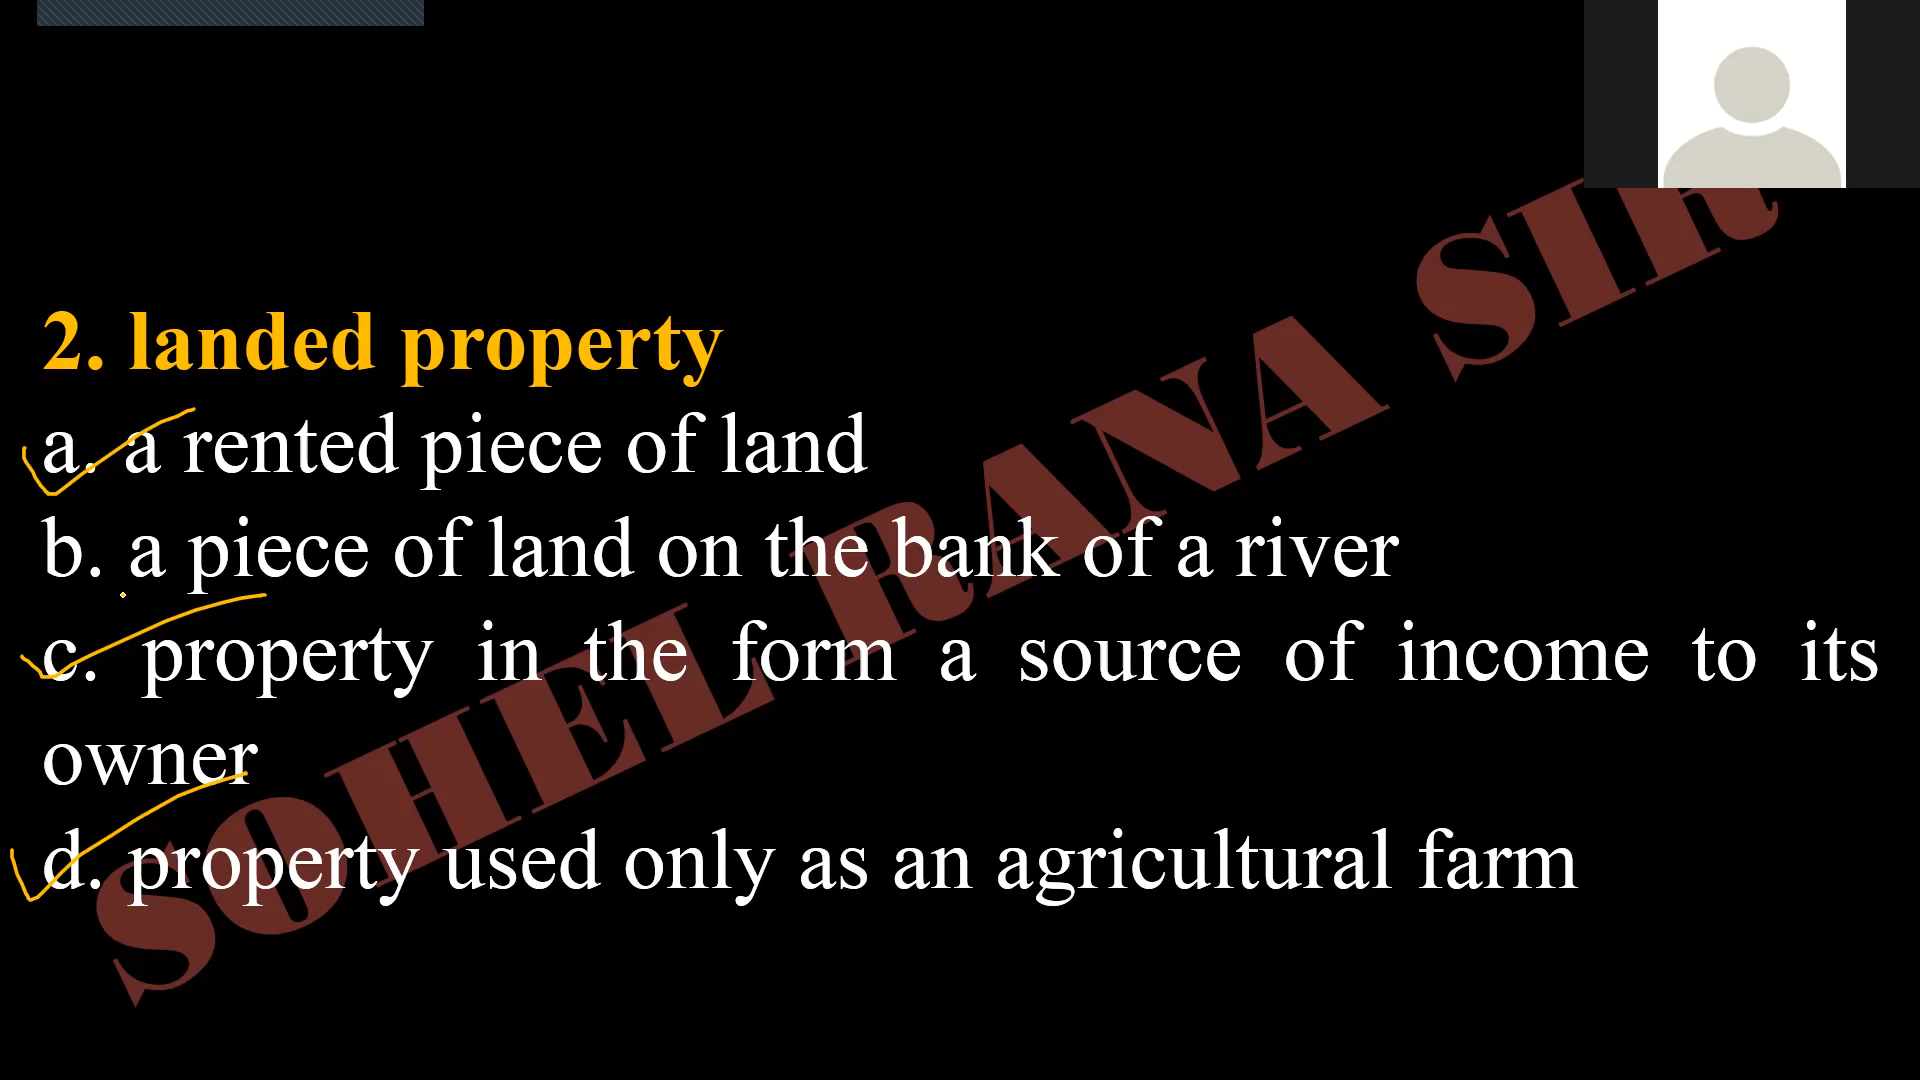 2. landed property
a. a rented piece of land
b. a piece of land on the bank of a river
c. property in the form a source of income to its
owner
d. property used only as an agricultural farm
SOHEL RANA SIR